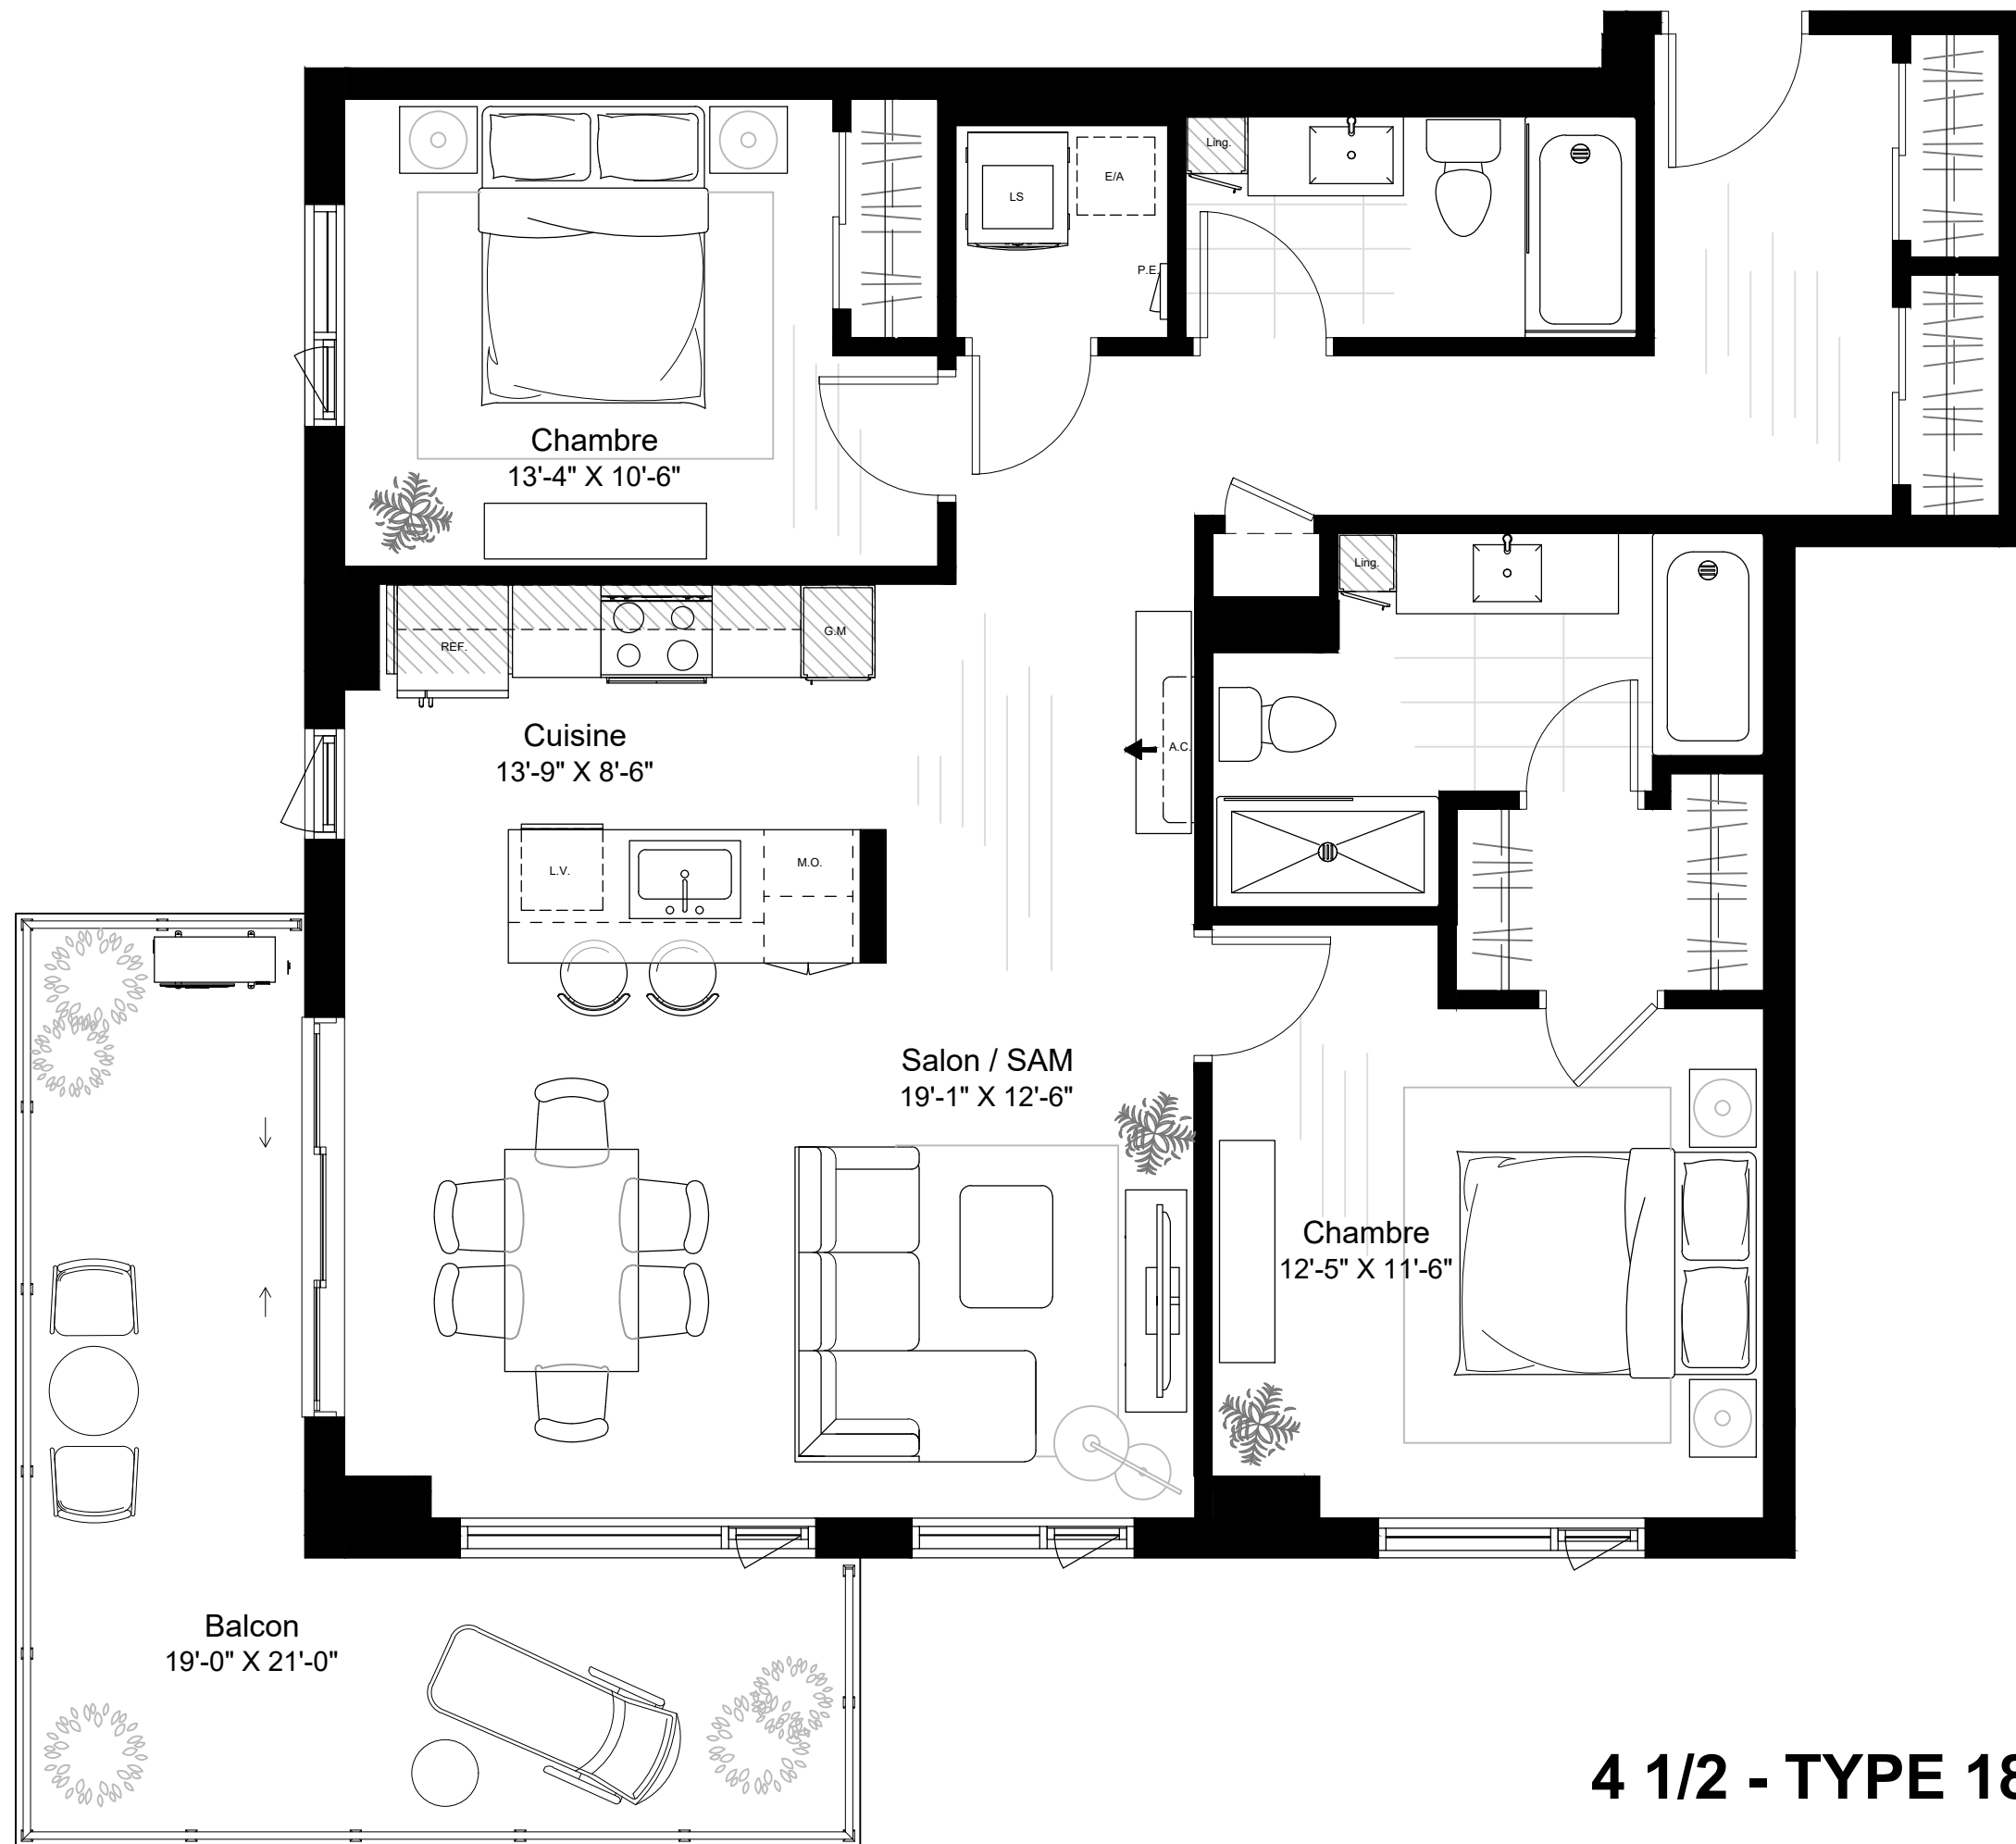 Ling.
LS
E/A
P.E.
Chambre
13'-4" X 10'-6"
Ling.
REF.
G.M
Cuisine
13'-9" X 8'-6"
A.C.
L.V.
M.O.
Salon / SAM
19'-1" X 12'-6"
Chambre
12'-5" X 11'-6"
Balcon
19'-0" X 21'-0"
4 1/2 - TYPE 18